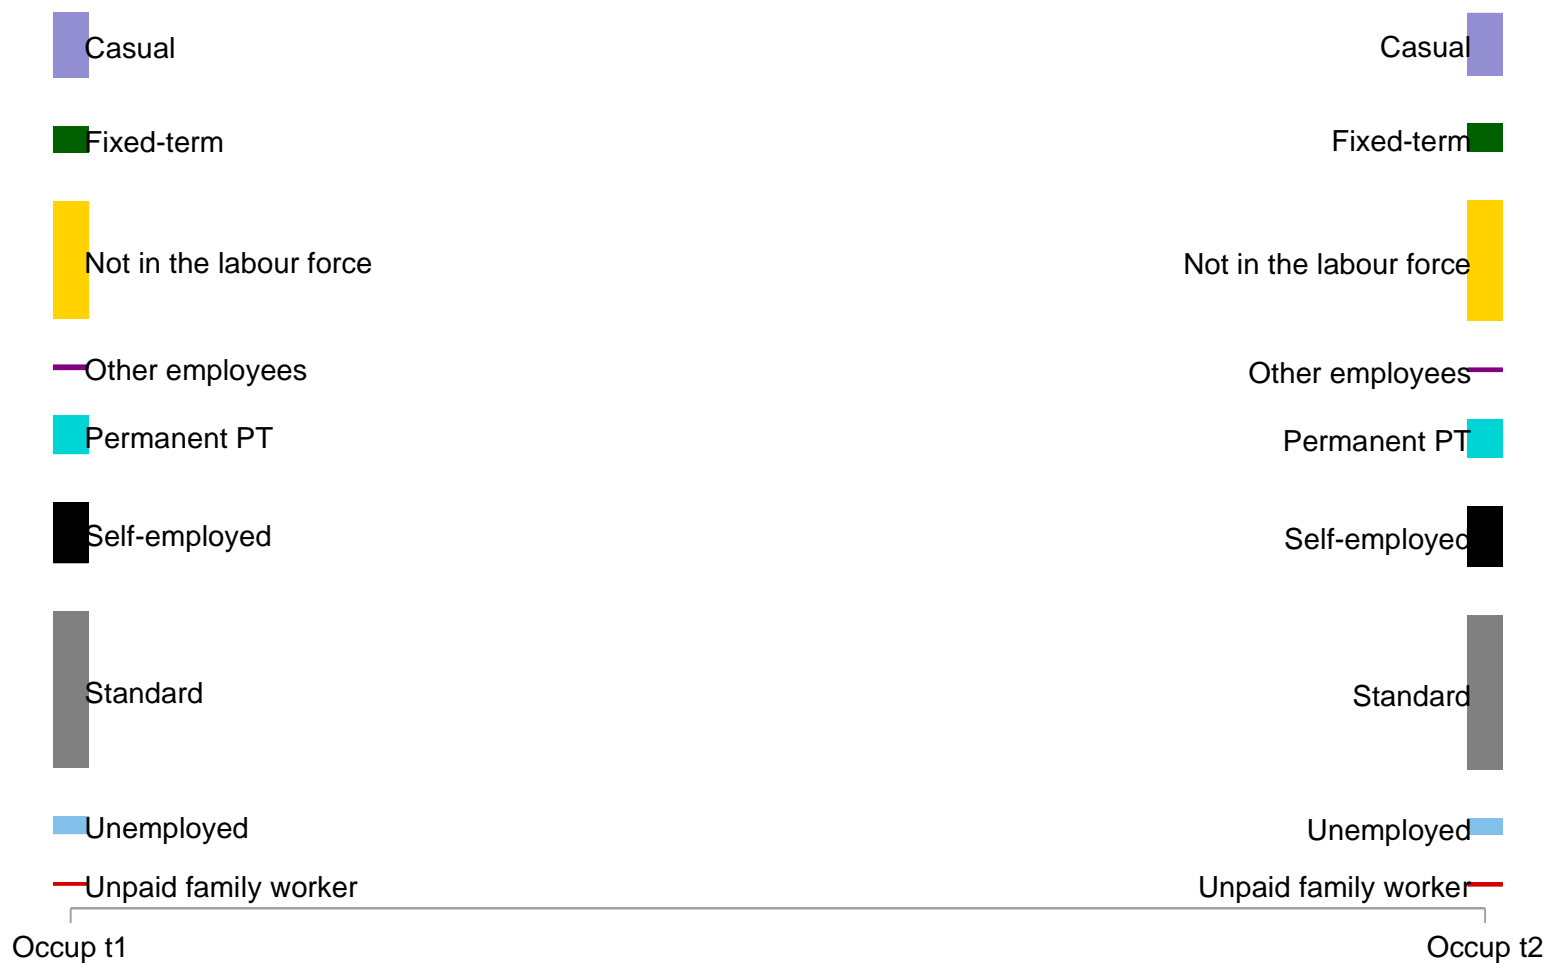 Casual
Casual
Fixed-term
Fixed-term
Not in the labour force
Not in the labour force
Other employees
Other employees
Permanent PT
Permanent PT
Self-employed
Self-employed
Standard
Standard
Unemployed
Unemployed
Unpaid family worker
Unpaid family worker
Occup t1
Occup t2